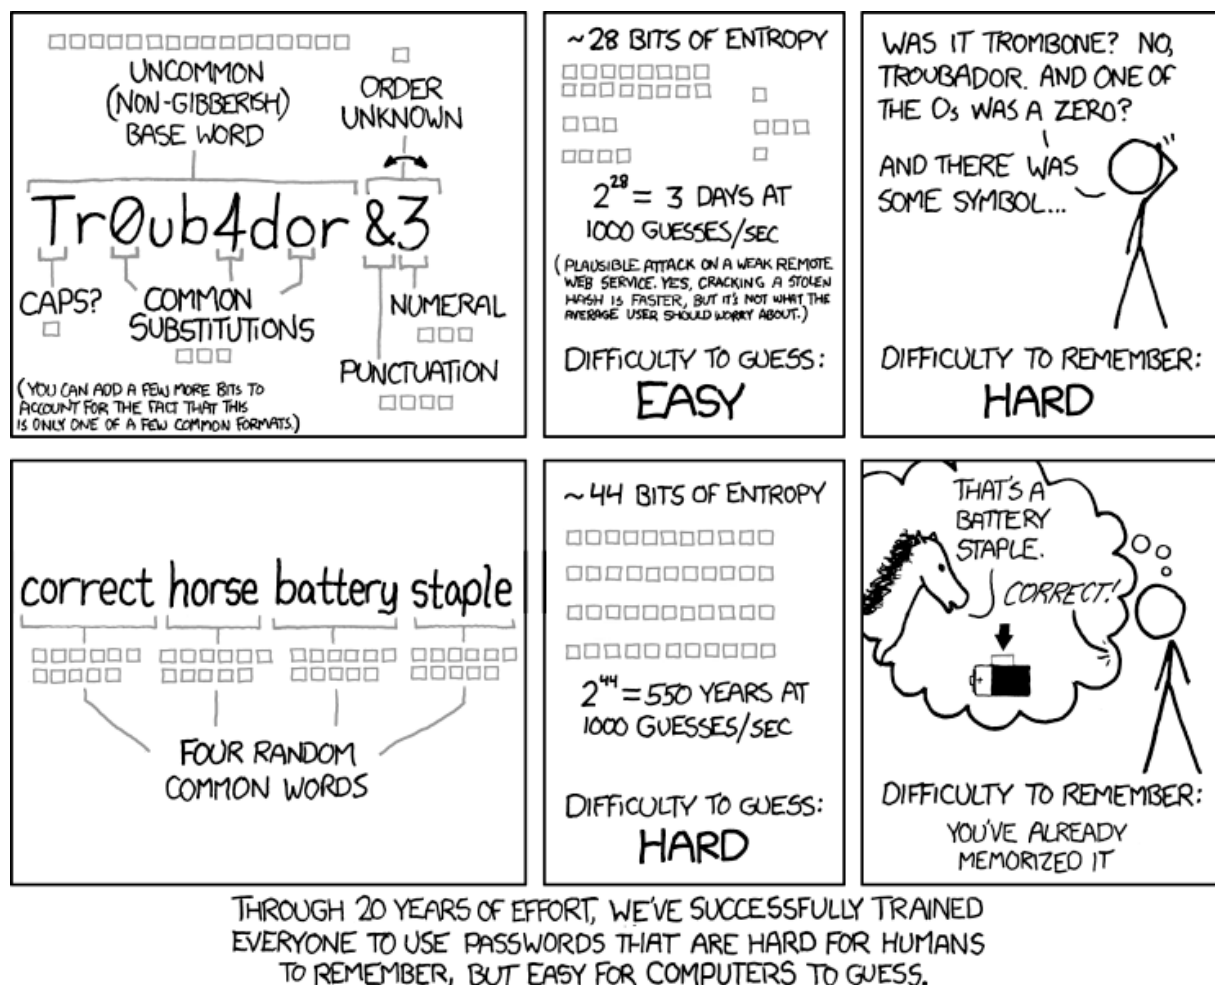 UNCOMMON
(NON-GIBBERISH)
BASE WORD
ORDER
UNKNOWN
Tr0ub4dor &3
CAPS?
COMMON
SUBSTITUTIONS
NUMERAL
PUNCTUATION
(YOU CAN ADD A FEW MORE BITS TO
ACCOUNT FOR THE FACT THAT THIS
IS ONLY ONE OF A FEW COMMON FORMATS.)
~28 BITS OF ENTROPY
2^28 = 3 DAYS AT
1000 GUESSES/SEC
(PLAUSIBLE ATTACK ON A WEAK REMOTE
WEB SERVICE. YES, CRACKING A STOLEN
HASH IS FASTER, BUT IT'S NOT WHAT THE
AVERAGE USER SHOULD WORRY ABOUT.)
DIFFICULTY TO GUESS:
EASY
WAS IT TROMBONE? NO,
TROUBADOR. AND ONE OF
THE Os WAS A ZERO?
AND THERE WAS
SOME SYMBOL...
DIFFICULTY TO REMEMBER:
HARD
correct horse battery staple
FOUR RANDOM
COMMON WORDS
~44 BITS OF ENTROPY
2^44 = 550 YEARS AT
1000 GUESSES/SEC
DIFFICULTY TO GUESS:
HARD
THAT'S A
BATTERY
STAPLE.
CORRECT!
DIFFICULTY TO REMEMBER:
YOU'VE ALREADY
MEMORIZED IT
THROUGH 20 YEARS OF EFFORT, WE'VE SUCCESSFULLY TRAINED
EVERYONE TO USE PASSWORDS THAT ARE HARD FOR HUMANS
TO REMEMBER, BUT EASY FOR COMPUTERS TO GUESS.